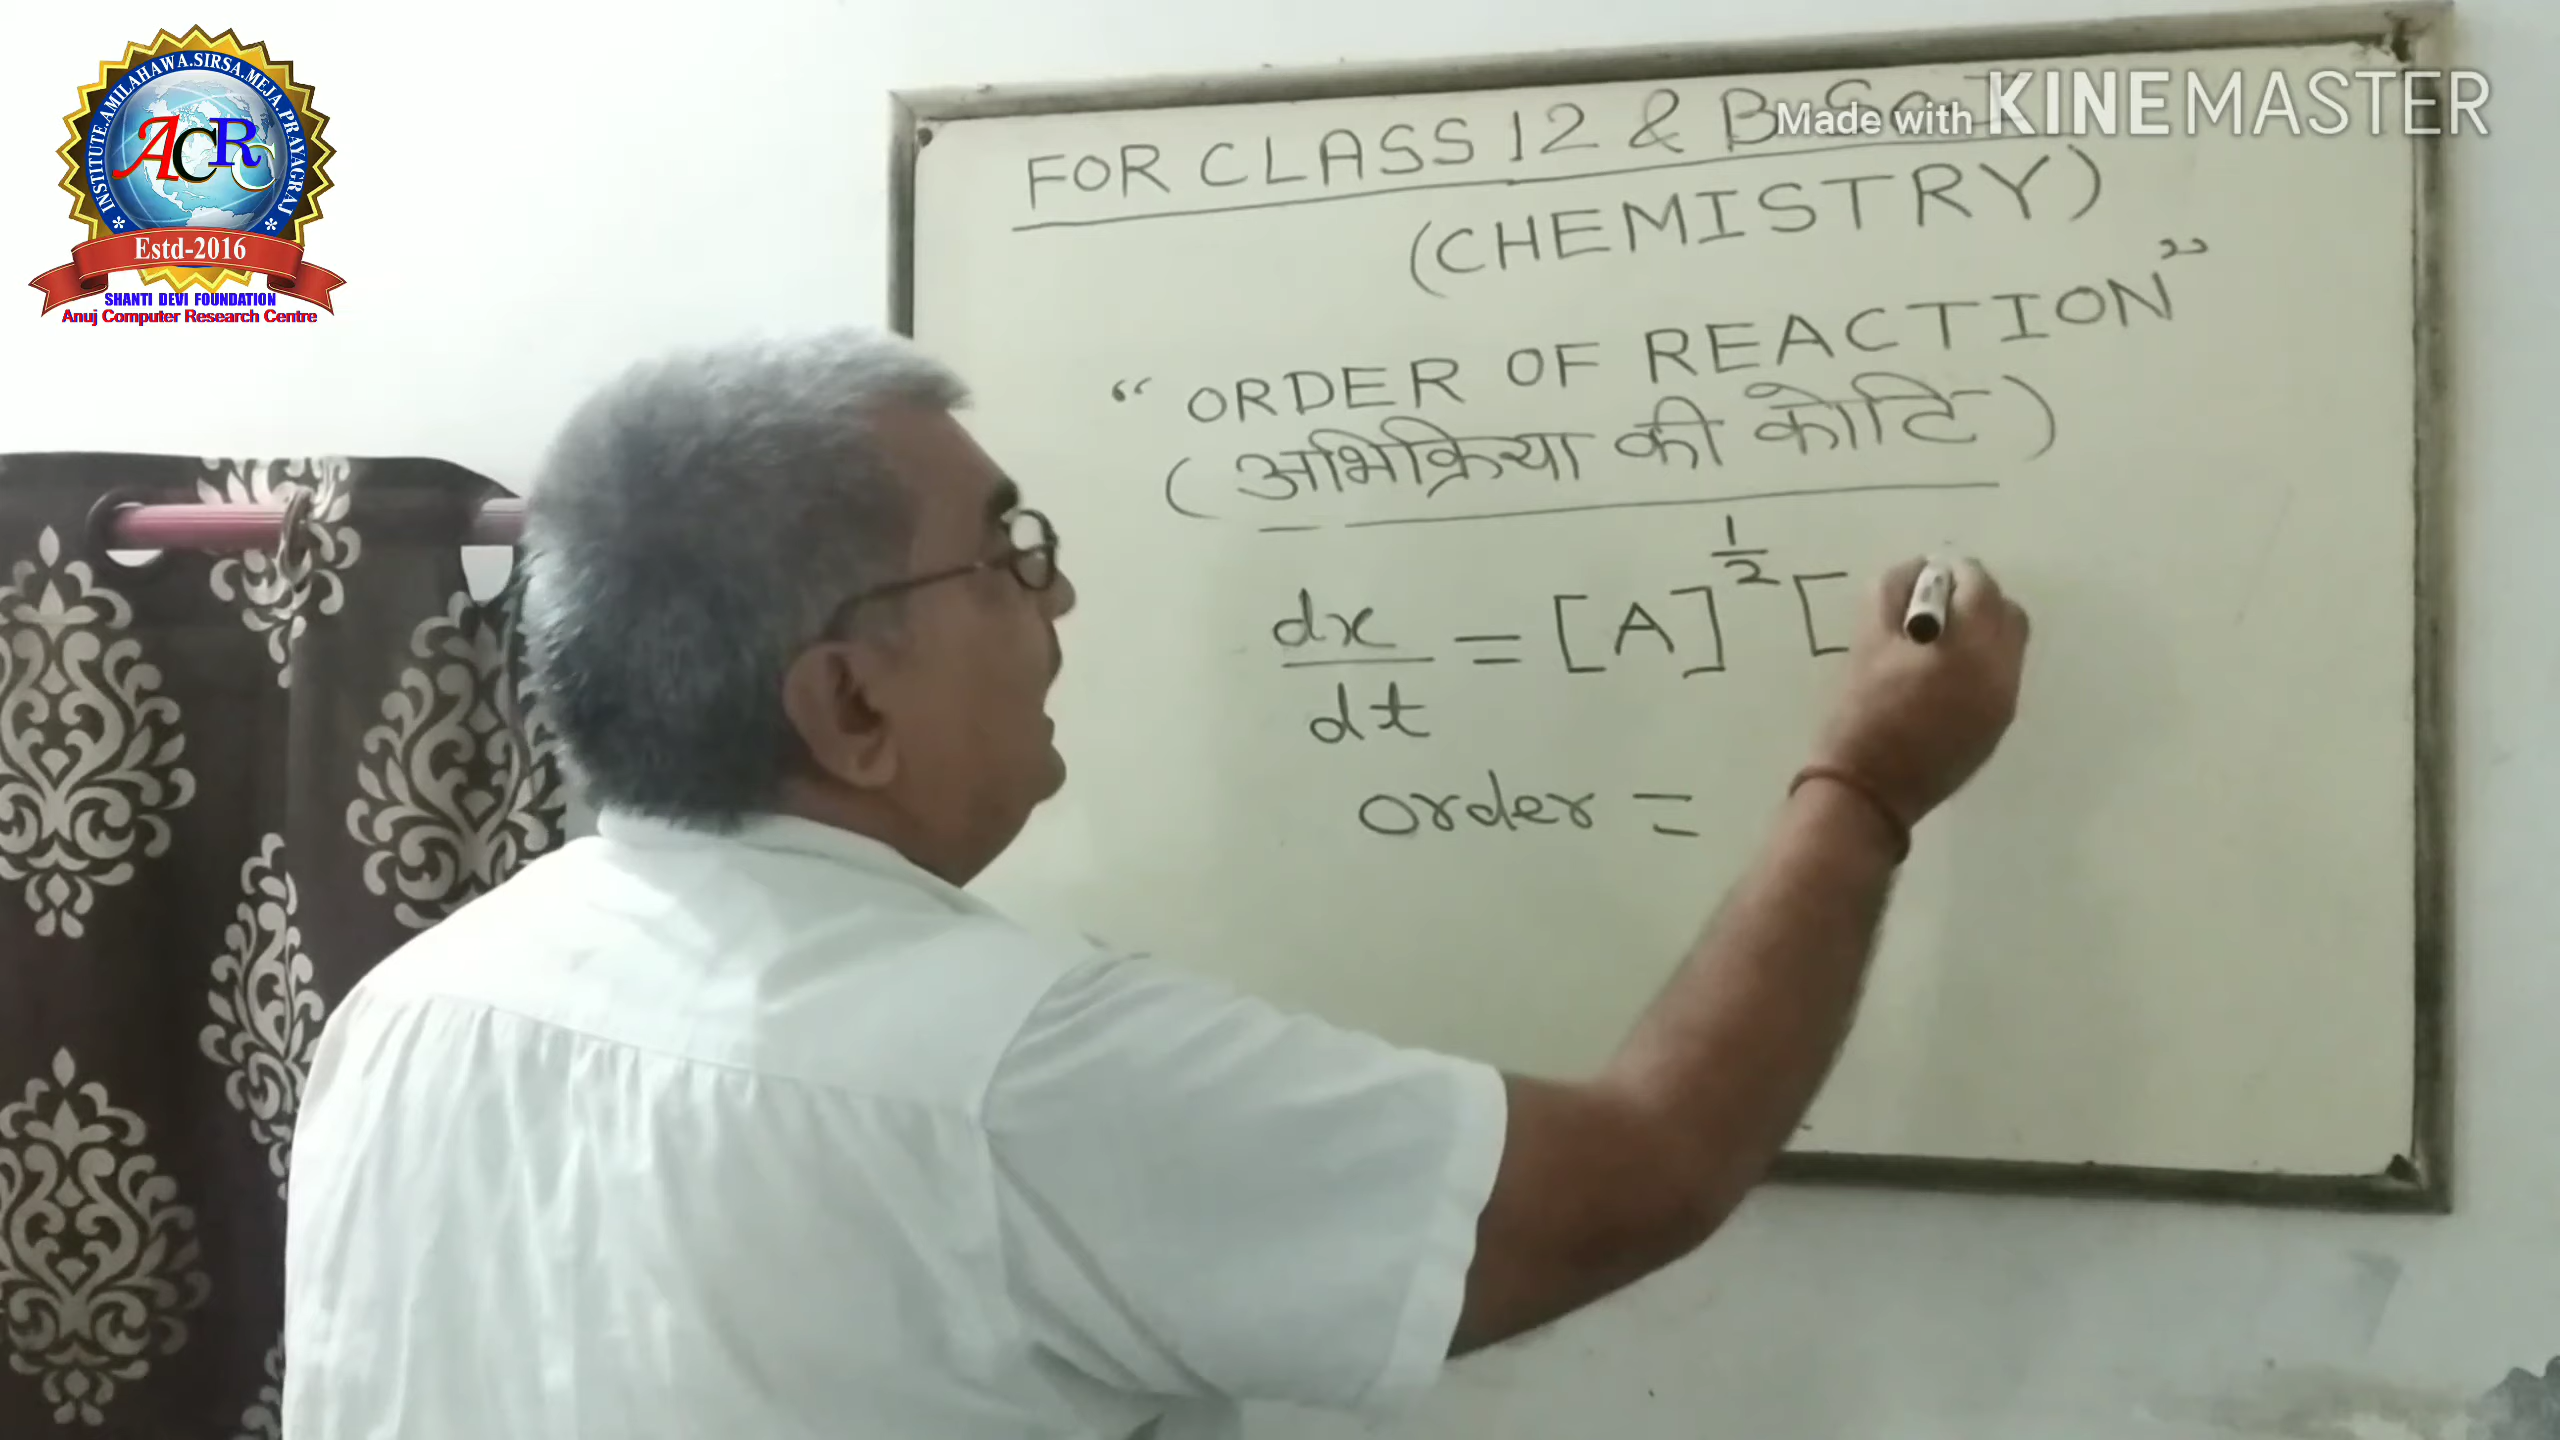 INSTITUTE.AMILAHAWA.SIRSA.MEJA.PRAYAGRAJ
ACRC
Estd-2016
SHANTI DEVI FOUNDATION
Anuj Computer Research Centre
Made with KINEMASTER
FOR CLASS 12 & B.Sc I
(CHEMISTRY)
“ORDER OF REACTION”
(अभिक्रिया की कोटि)
dx/dt = [A]^1/2 [
order =